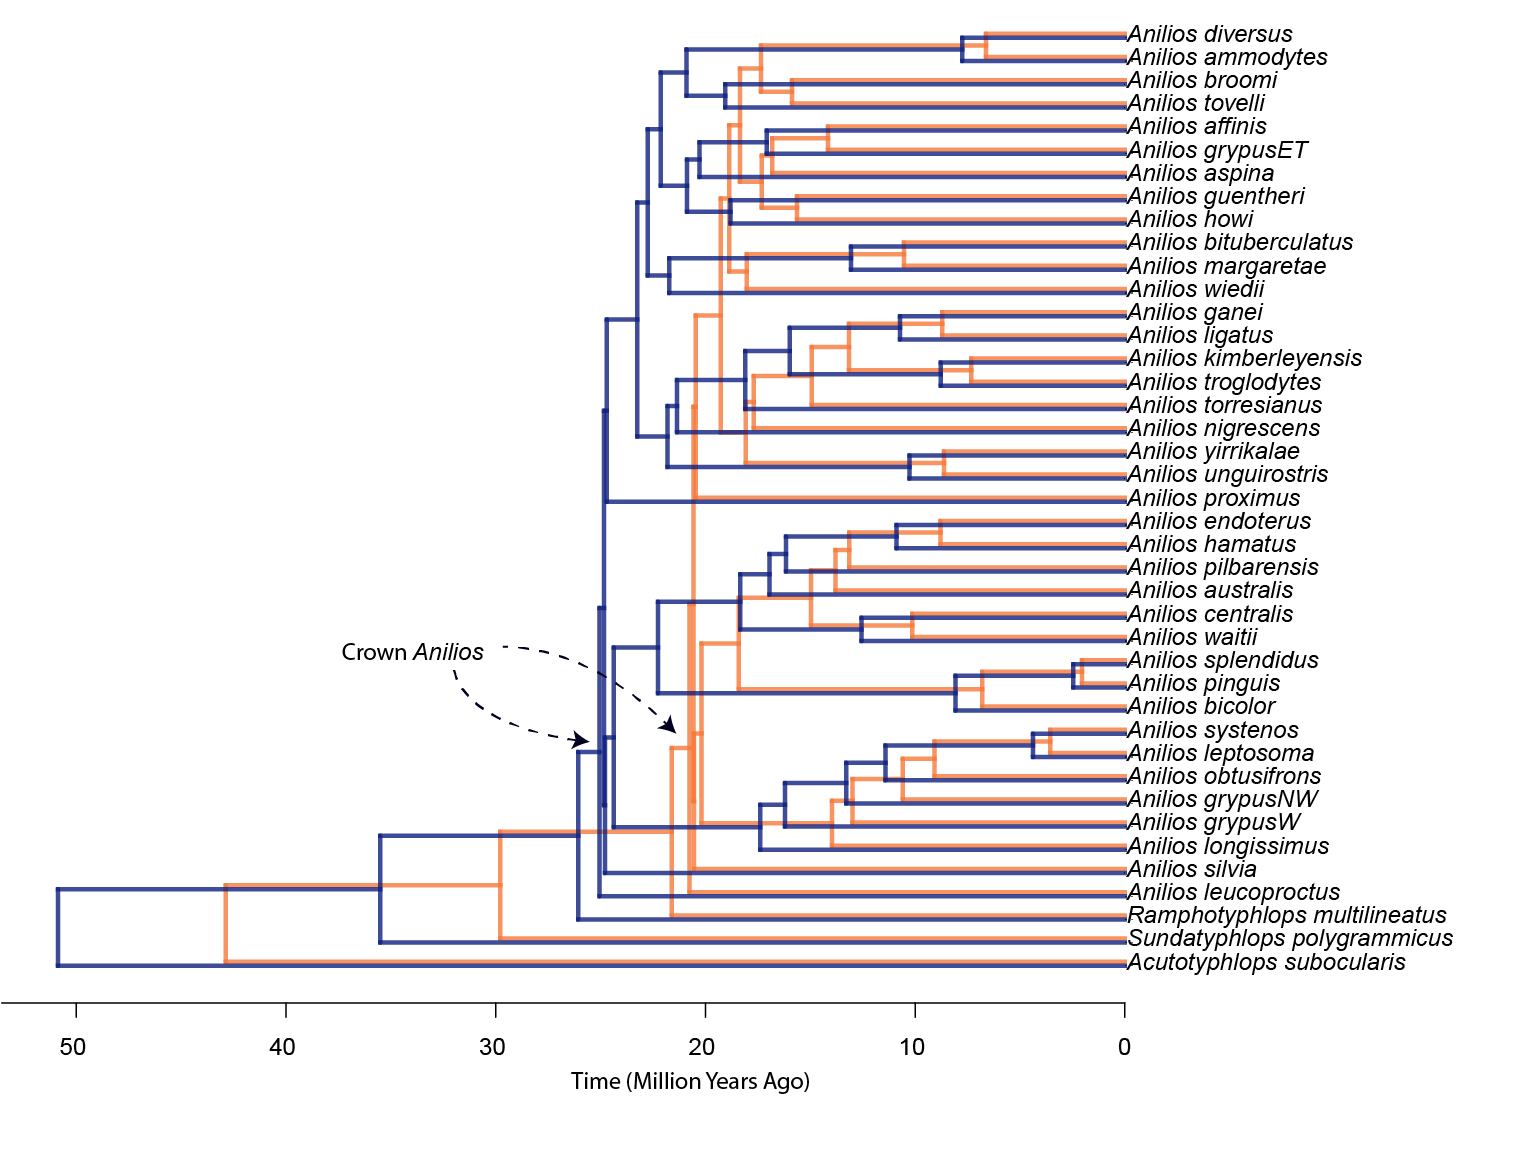 Anilios diversus
Anilios ammodytes
Anilios broomi
Anilios tovelli
Anilios affinis
Anilios grypusET
Anilios aspina
Anilios guentheri
Anilios howi
Anilios bituberculatus
Anilios margaretae
Anilios wiedii
Anilios ganei
Anilios ligatus
Anilios kimberleyensis
Anilios troglodytes
Anilios torresianus
Anilios nigrescens
Anilios yirrikalae
Anilios unguirostris
Anilios proximus
Anilios endoterus
Anilios hamatus
Anilios pilbarensis
Anilios australis
Anilios centralis
Anilios waitii
Crown Anilios
Anilios splendidus
Anilios pinguis
Anilios bicolor
Anilios systenos
Anilios leptosoma
Anilios obtusifrons
Anilios grypusNW
Anilios grypusW
Anilios longissimus
Anilios silvia
Anilios leucoproctus
Ramphotyphlops multilineatus
Sundatyphlops polygrammicus
Acutotyphlops subocularis
50 40 30 20 10 0
Time (Million Years Ago)